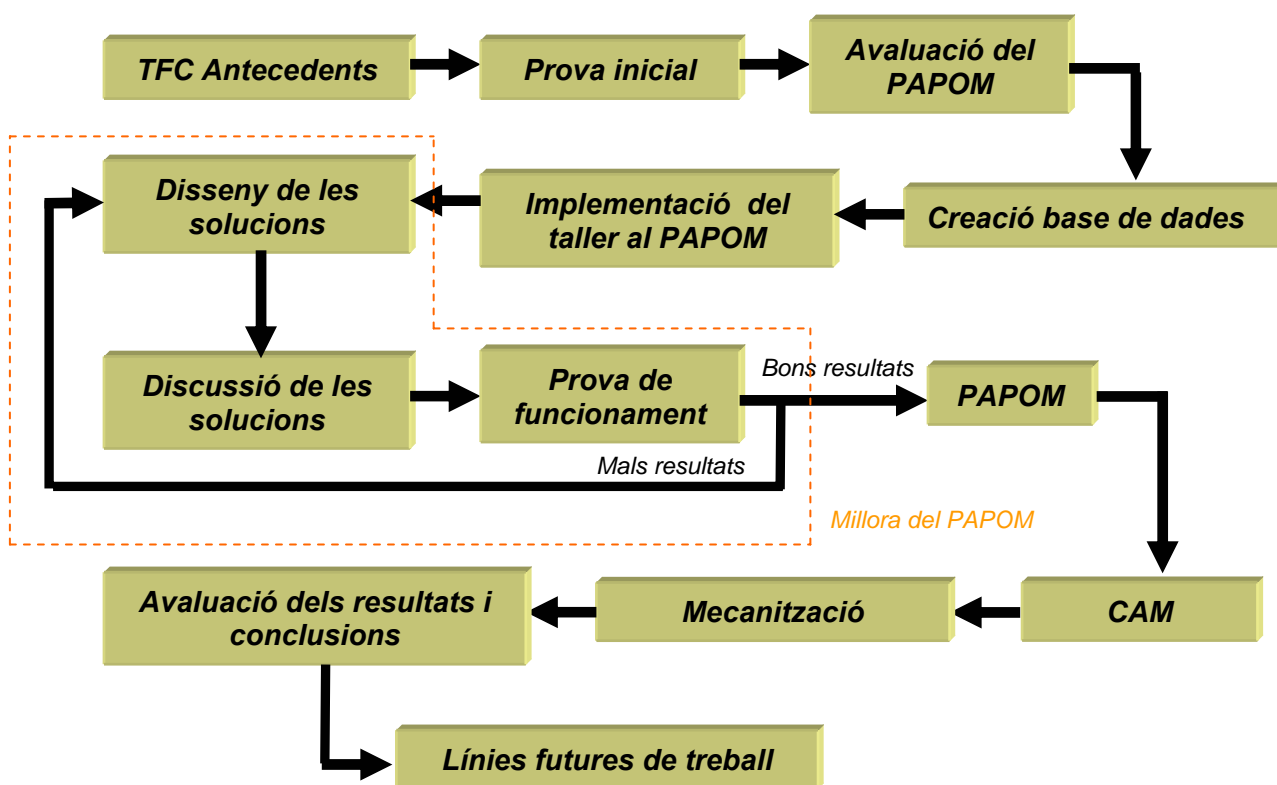 TFC Antecedents
Prova inicial
Avaluació del
PAPOM
Disseny de les
solucions
Implementació  del
taller al PAPOM
Creació base de dades
Discussió de les
solucions
Prova de
funcionament
Bons resultats
PAPOM
Mals resultats
Millora del PAPOM
Avaluació dels resultats i
conclusions
Mecanització
CAM
Línies futures de treball